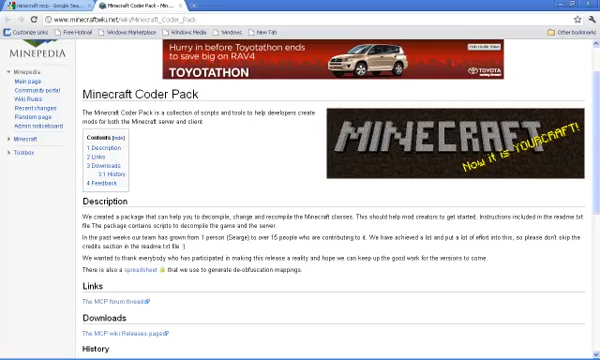 minecraft mcp - Google Sea...
Minecraft Coder Pack - Min...
www.minecraftwiki.net/wiki/Minecraft_Coder_Pack
Customize Links
Free Hotmail
Windows Marketplace
Windows Media
Windows
New Tab
Other bookmarks
MINEPEDIA
Minepedia
Main page
Community portal
Wiki Rules
Recent changes
Random page
Admin noticeboard
Minecraft
Toolbox
Hurry in before Toyotathon ends
to save big on RAV4
TOYOTATHON
TOYOTA
Minecraft Coder Pack
The Minecraft Coder Pack is a collection of scripts and tools to help developers create
mods for both the Minecraft server and client.
Contents [hide]
1 Description
2 Links
3 Downloads
3.1 History
4 Feedback
MINECRAFT
Now it is YOURCRAFT!
Description
We created a package that can help you to decompile, change and recompile the Minecraft classes. This should help mod creators to get started. Instructions included in the readme.txt
file.The package contains scripts to decompile the game and the server.
In the past weeks our team has grown from 1 person (Searge) to over 15 people who are contributing to it. We have achieved a lot and put a lot of effort into this, so please don't skip the
credits section in the readme.txt file :)
We wanted to thank everybody who has participated in making this release a reality and hope we can keep up the good work for the versions to come.
There is also a spreadsheet that we use to generate de-obfuscation mappings.
Links
The MCP forum thread
Downloads
The MCP wiki Releases page
History